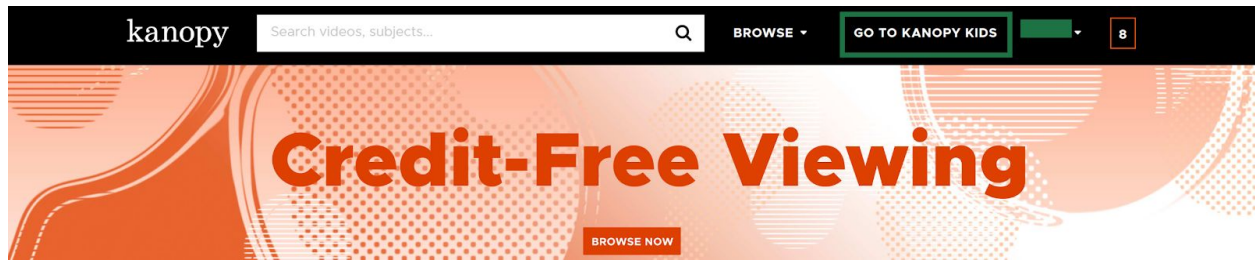 kanopy
Search videos, subjects...
BROWSE
GO TO KANOPY KIDS
8
Credit-Free Viewing
BROWSE NOW